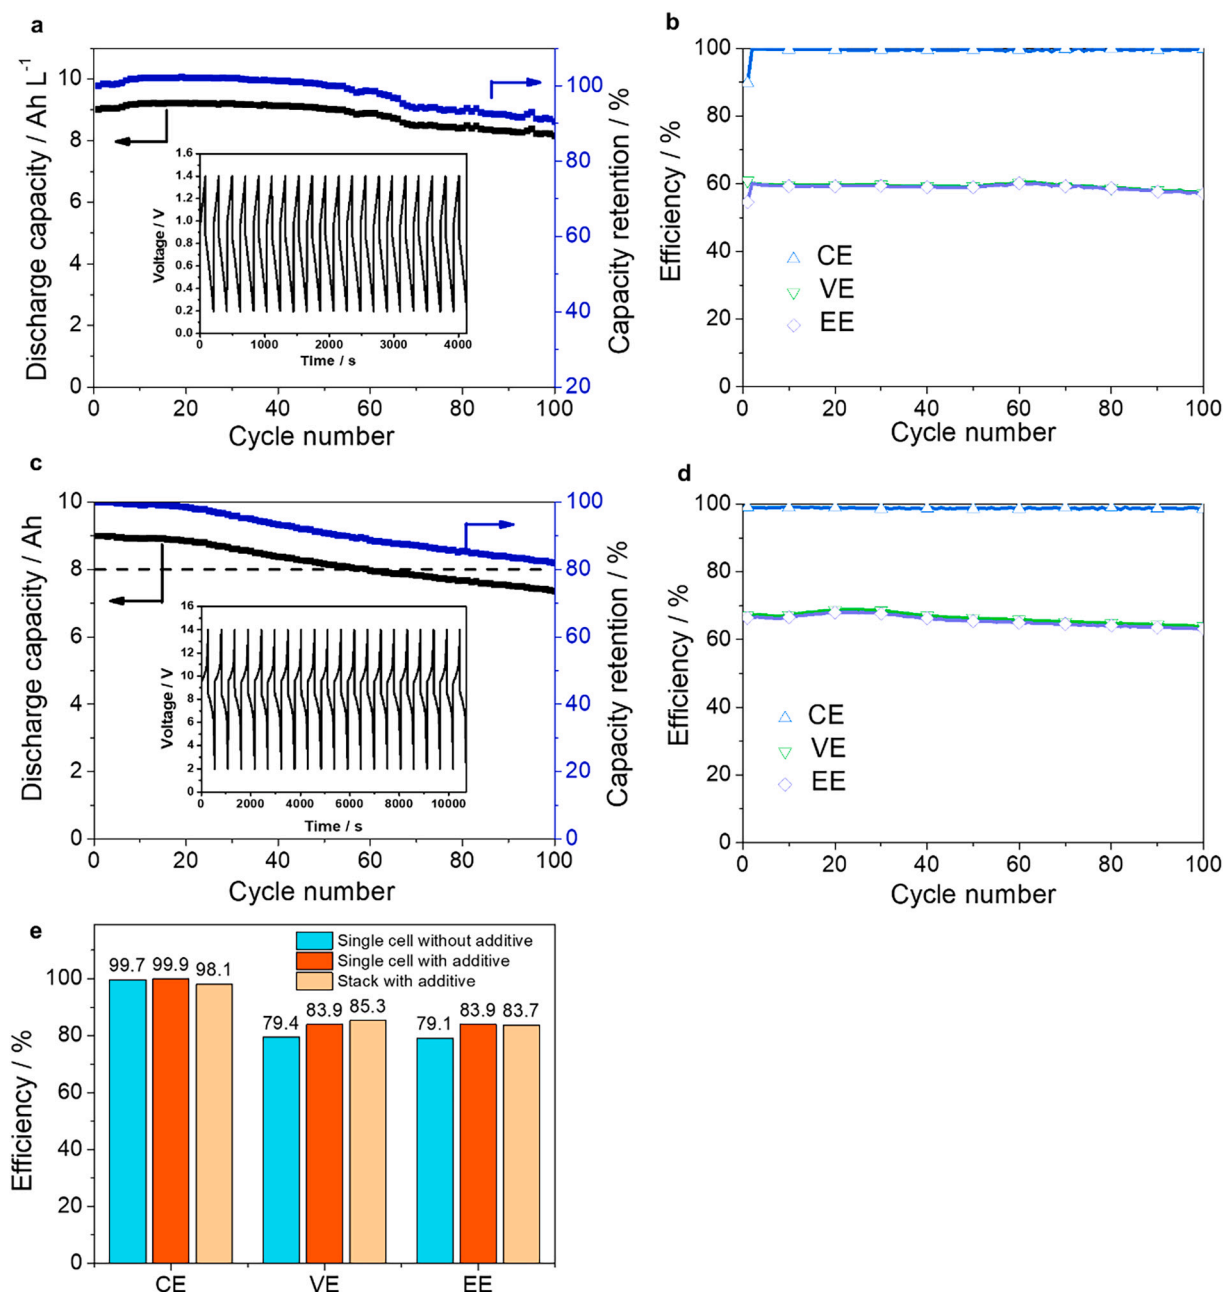 a
Discharge capacity / Ah L⁻¹
10
8
6
4
2
0
0 20 40 60 80 100
Cycle number
100
80
60
40
20
Capacity retention / %
Voltage / V
1.6
1.4
1.2
1.0
0.8
0.6
0.4
0.2
0.0
0 1000 2000 3000 4000
TIme / s
b
Efficiency / %
100
80
60
40
20
0
CE
VE
EE
0 20 40 60 80 100
Cycle number
c
Discharge capacity / Ah
10
8
6
4
2
0
0 20 40 60 80 100
Cycle number
100
80
60
40
20
0
Capacity retention / %
Voltage / V
16
14
12
10
8
6
4
2
0
0 2000 4000 6000 8000 10000
Time / s
d
Efficiency / %
100
80
60
40
20
0
CE
VE
EE
0 20 40 60 80 100
Cycle number
e
Single cell without additive
Single cell with additive
Stack with additive
Efficiency / %
100
80
60
40
20
0
99.7 99.9 98.1
79.4 83.9 85.3
79.1 83.9 83.7
CE VE EE